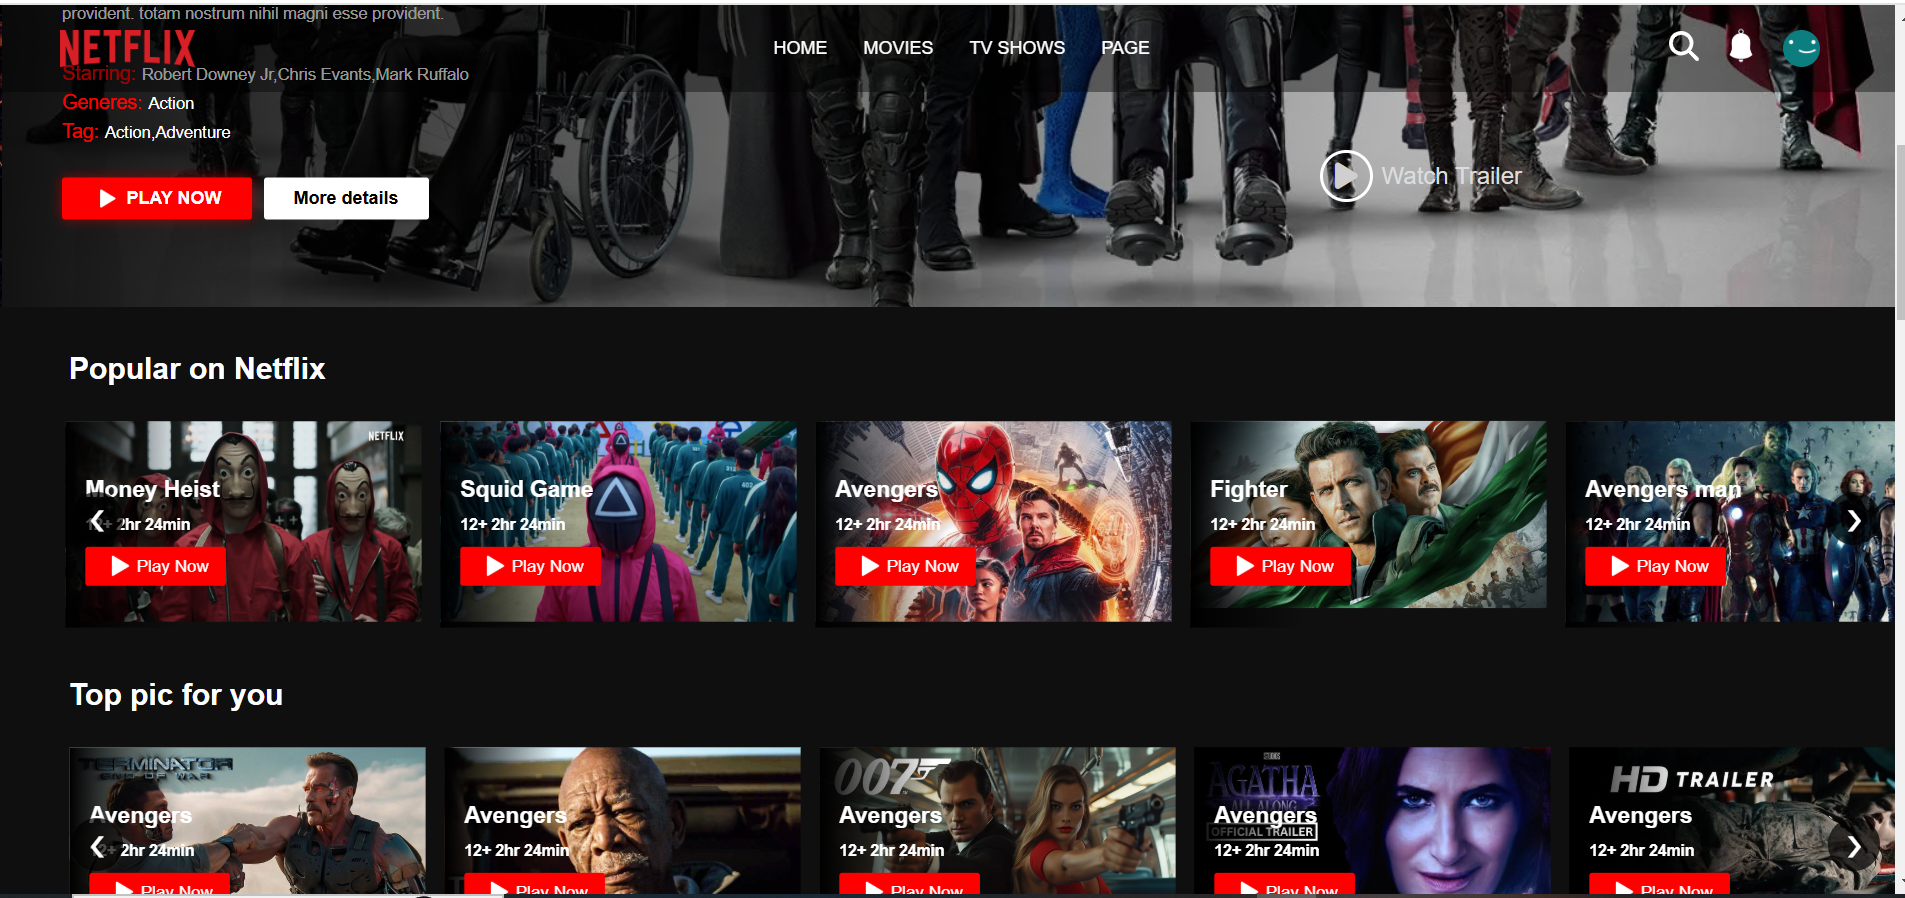 provident. totam nostrum nihil magni esse provident.
NETFLIX
HOME MOVIES TV SHOWS PAGE
Starring: Robert Downey Jr,Chris Evants,Mark Ruffalo
Generes: Action
Tag: Action,Adventure
PLAY NOW
More details
Watch Trailer
Popular on Netflix
NETFLIX
Money Heist
12+ 2hr 24min
Play Now
Squid Game
12+ 2hr 24min
Play Now
Avengers
12+ 2hr 24min
Play Now
Fighter
12+ 2hr 24min
Play Now
Avengers man
12+ 2hr 24min
Play Now
Top pic for you
TERMINATOR
END OF WAR
Avengers
12+ 2hr 24min
Play Now
Avengers
12+ 2hr 24min
Play Now
007
Avengers
12+ 2hr 24min
Play Now
STUDIOS
AGATHA
ALL ALONG
Avengers
OFFICIAL TRAILER
12+ 2hr 24min
Play Now
HD TRAILER
Avengers
12+ 2hr 24min
Play Now